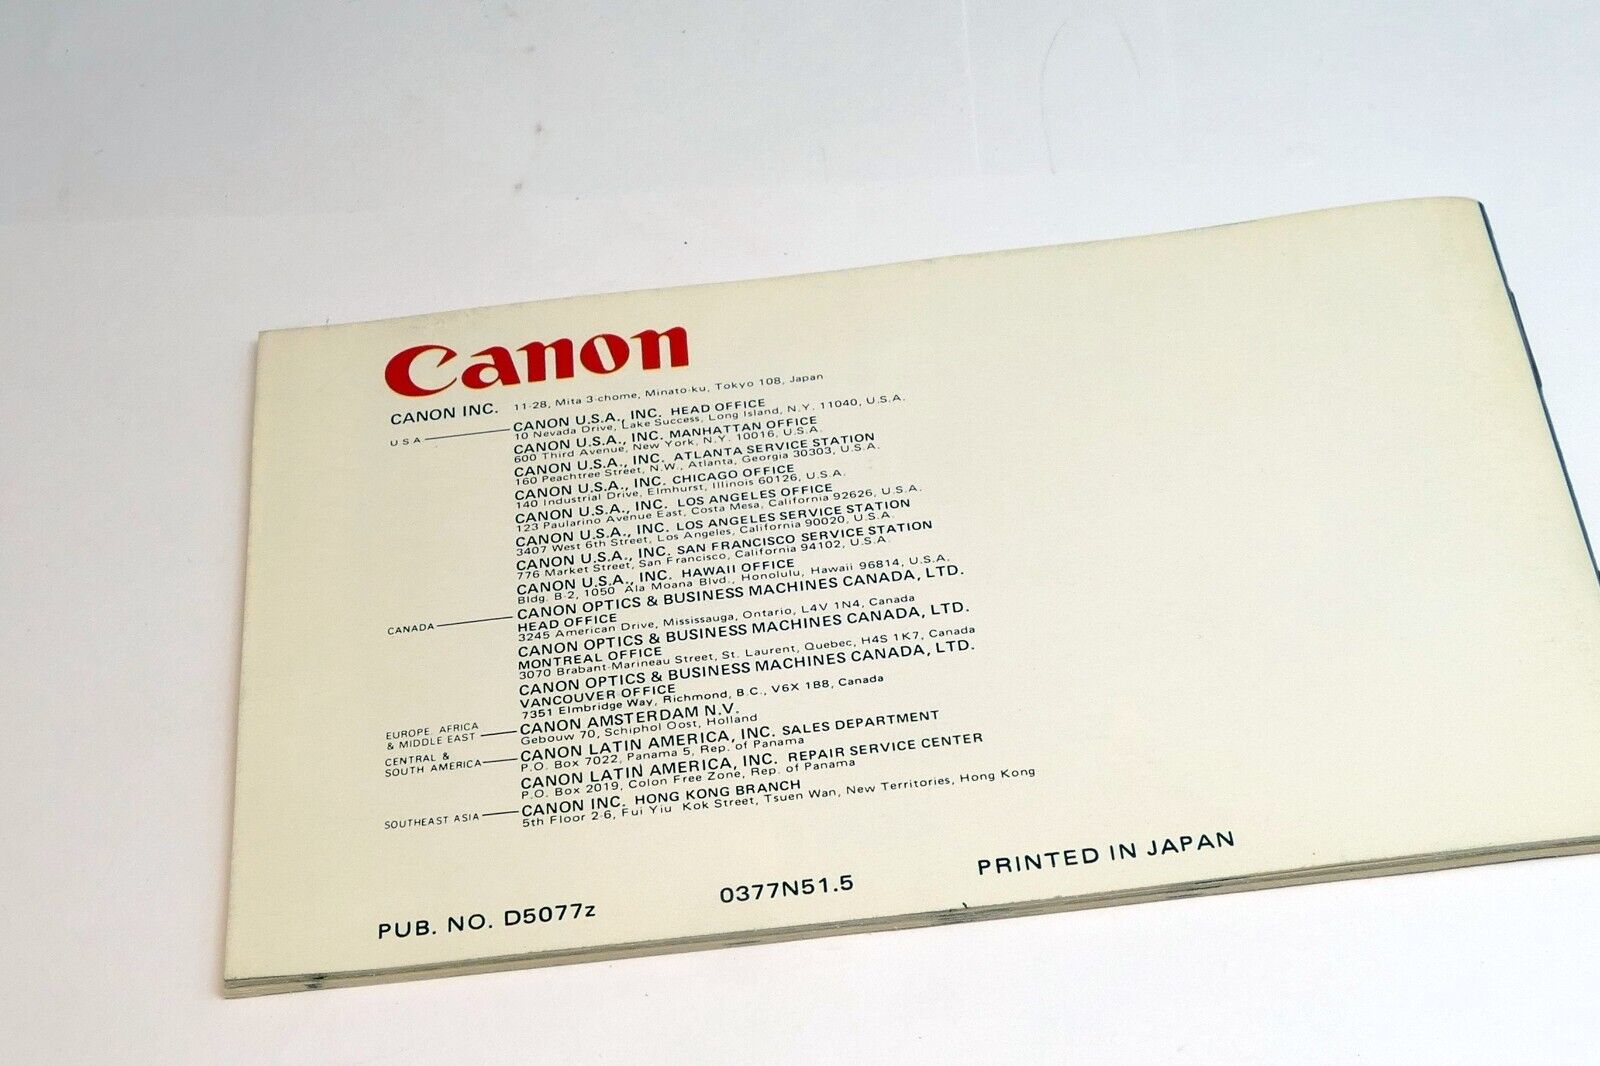 Canon
CANON INC. 11-28, Mita 3-chome, Minato-ku, Tokyo 108, Japan
USA CANON U.S.A., INC. HEAD OFFICE
10 Nevada Drive, Lake Success, Long Island, N.Y. 11040, U.S.A.
CANON U.S.A., INC. MANHATTAN OFFICE
600 Third Avenue, New York, N.Y. 10016, U.S.A.
CANON U.S.A., INC. ATLANTA SERVICE STATION
160 Peachtree Street, N.W., Atlanta, Georgia 30303, U.S.A.
CANON U.S.A., INC. CHICAGO OFFICE
140 Industrial Drive, Elmhurst, Illinois 60126, U.S.A.
CANON U.S.A., INC. LOS ANGELES OFFICE
123 Paularino Avenue East, Costa Mesa, California 92626, U.S.A.
CANON U.S.A., INC. LOS ANGELES SERVICE STATION
3407 West 6th Street, Los Angeles, California 90020, U.S.A.
CANON U.S.A., INC. SAN FRANCISCO SERVICE STATION
776 Market Street, San Francisco, California 94102, U.S.A.
CANON U.S.A., INC. HAWAII OFFICE
Bldg. B-2, 1050 Ala Moana Blvd., Honolulu, Hawaii 96814, U.S.A.
CANADA CANON OPTICS & BUSINESS MACHINES CANADA, LTD.
HEAD OFFICE
3245 American Drive, Mississauga, Ontario, L4V 1N4, Canada
CANON OPTICS & BUSINESS MACHINES CANADA, LTD.
MONTREAL OFFICE
3070 Brabant-Marineau Street, St. Laurent, Quebec, H4S 1K7, Canada
CANON OPTICS & BUSINESS MACHINES CANADA, LTD.
VANCOUVER OFFICE
7351 Elmbridge Way, Richmond, B.C., V6X 1B8, Canada
EUROPE. AFRICA
& MIDDLE EAST CANON AMSTERDAM N.V.
Gebouw 70, Schiphol Oost, Holland
CENTRAL &
SOUTH AMERICA CANON LATIN AMERICA, INC. SALES DEPARTMENT
P.O. Box 7022, Panama 5, Rep. of Panama
CANON LATIN AMERICA, INC. REPAIR SERVICE CENTER
P.O. Box 2019, Colon Free Zone, Rep. of Panama
SOUTHEAST ASIA CANON INC. HONG KONG BRANCH
5th Floor 2-6, Fui Yiu Kok Street, Tsuen Wan, New Territories, Hong Kong
PUB. NO. D5077z 0377N51.5 PRINTED IN JAPAN